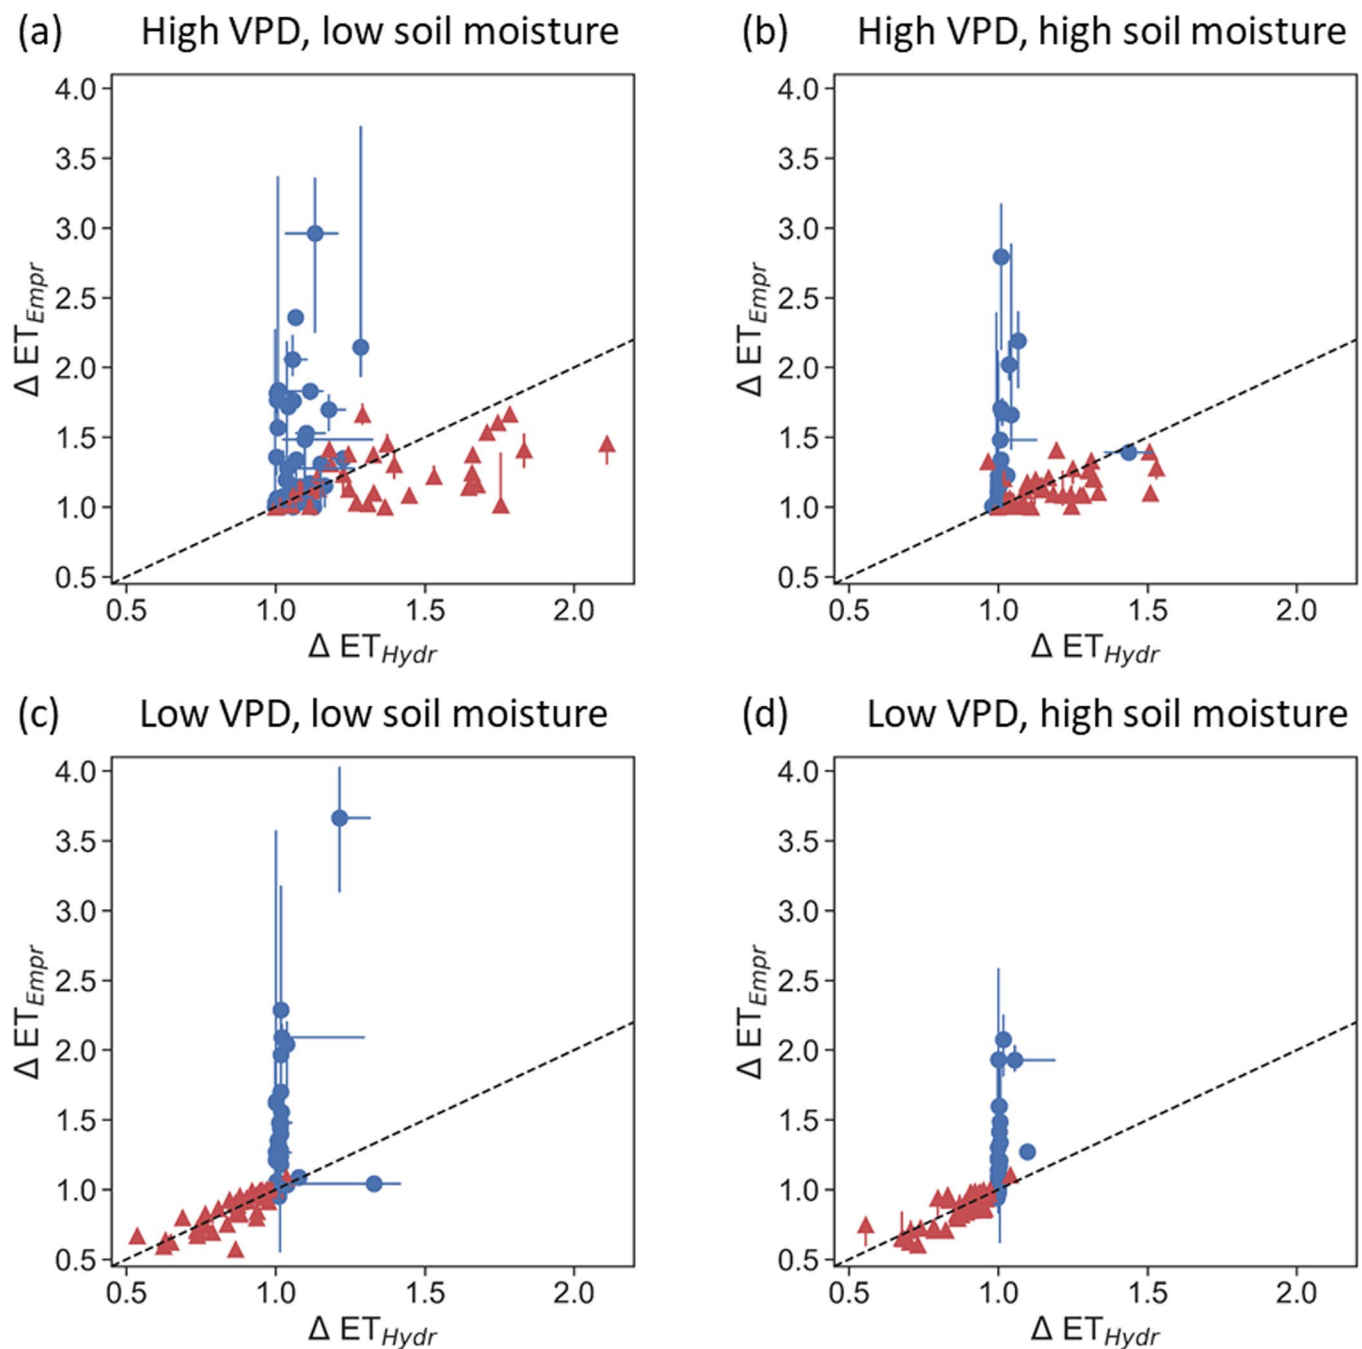 (a) High VPD, low soil moisture
4.0
3.5
3.0
2.5
2.0
1.5
1.0
0.5
Δ ET_Empr
0.5 1.0 1.5 2.0
Δ ET_Hydr
(b) High VPD, high soil moisture
4.0
3.5
3.0
2.5
2.0
1.5
1.0
0.5
Δ ET_Empr
0.5 1.0 1.5 2.0
Δ ET_Hydr
(c) Low VPD, low soil moisture
4.0
3.5
3.0
2.5
2.0
1.5
1.0
0.5
Δ ET_Empr
0.5 1.0 1.5 2.0
Δ ET_Hydr
(d) Low VPD, high soil moisture
4.0
3.5
3.0
2.5
2.0
1.5
1.0
0.5
Δ ET_Empr
0.5 1.0 1.5 2.0
Δ ET_Hydr